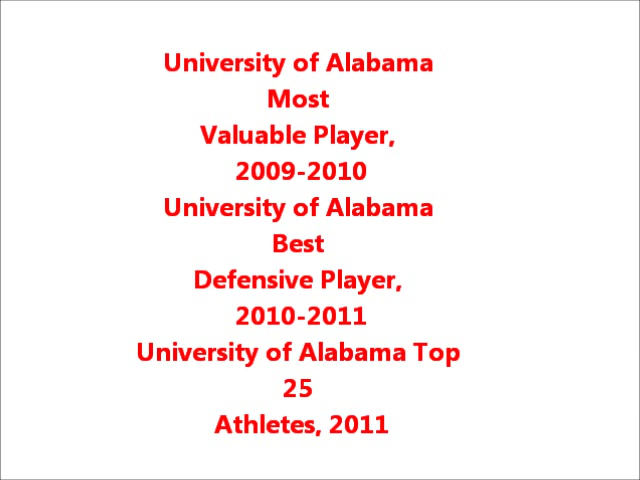 University of Alabama
Most
Valuable Player,
2009-2010
University of Alabama
Best
Defensive Player,
2010-2011
University of Alabama Top
25
Athletes, 2011